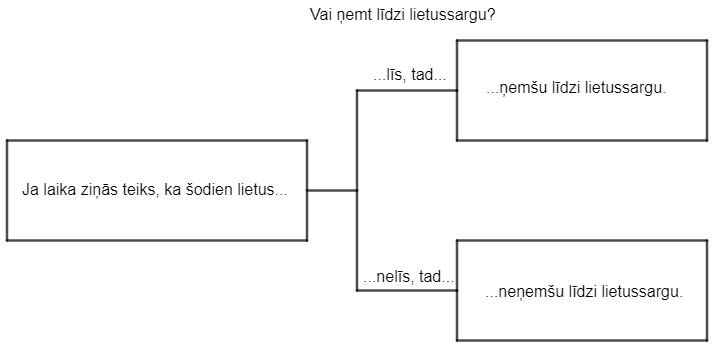 Vai ņemt līdzi lietussargu?
...līs, tad...
...ņemšu līdzi lietussargu.
Ja laika ziņās teiks, ka šodien lietus...
...nelīs, tad...
...neņemšu līdzi lietussargu.